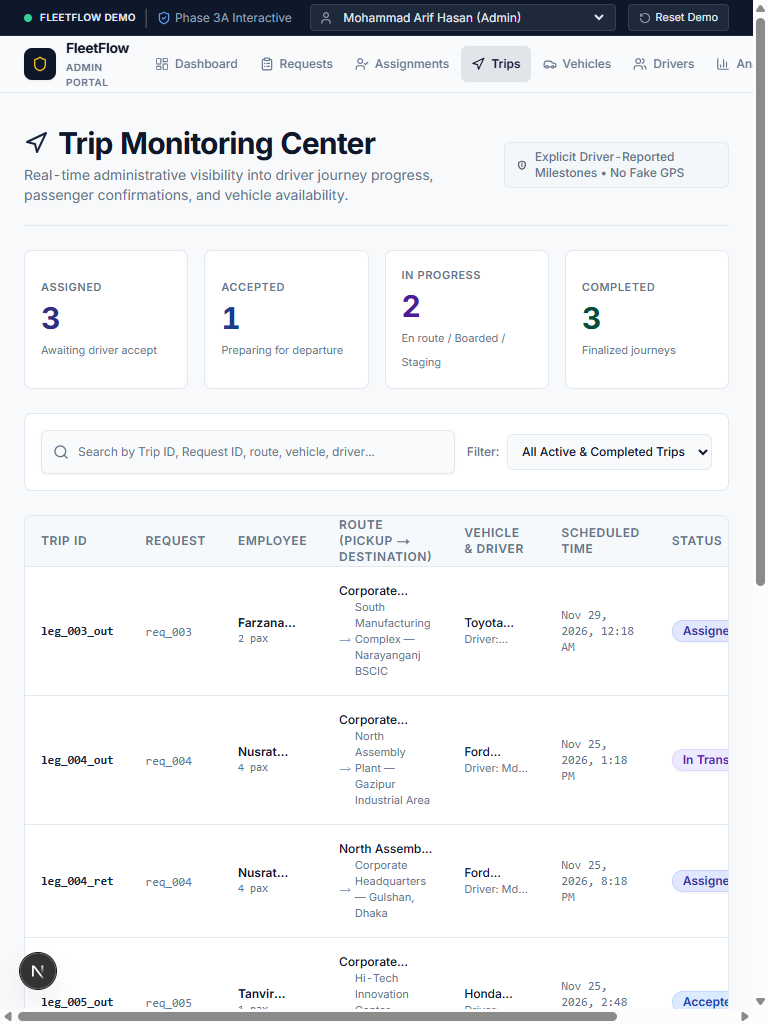 FLEETFLOW DEMO
Phase 3A Interactive
Mohammad Arif Hasan (Admin)
Reset Demo
FleetFlow
ADMIN
PORTAL
Dashboard
Requests
Assignments
Trips
Vehicles
Drivers
An
Trip Monitoring Center
Real-time administrative visibility into driver journey progress,
passenger confirmations, and vehicle availability.
Explicit Driver-Reported
Milestones • No Fake GPS
ASSIGNED
3
Awaiting driver accept
ACCEPTED
1
Preparing for departure
IN PROGRESS
2
En route / Boarded /
Staging
COMPLETED
3
Finalized journeys
Search by Trip ID, Request ID, route, vehicle, driver...
Filter:
All Active & Completed Trips
TRIP ID
REQUEST
EMPLOYEE
ROUTE
(PICKUP →
DESTINATION)
VEHICLE
& DRIVER
SCHEDULED
TIME
STATUS
leg_003_out
req_003
Farzana...
2 pax
Corporate...
→ South
Manufacturing
Complex —
Narayanganj
BSCIC
Toyota...
Driver:...
Nov 29,
2026, 12:18
AM
Assigne
leg_004_out
req_004
Nusrat...
4 pax
Corporate...
→ North
Assembly
Plant —
Gazipur
Industrial Area
Ford...
Driver: Md...
Nov 25,
2026, 1:18
PM
In Trans
leg_004_ret
req_004
Nusrat...
4 pax
North Assemb...
→ Corporate
Headquarters
— Gulshan,
Dhaka
Ford...
Driver: Md...
Nov 25,
2026, 8:18
PM
Assigne
leg_005_out
req_005
Tanvir...
Corporate...
Hi-Tech
Innovation
Honda...
Nov 25,
2026, 2:48
Accepte